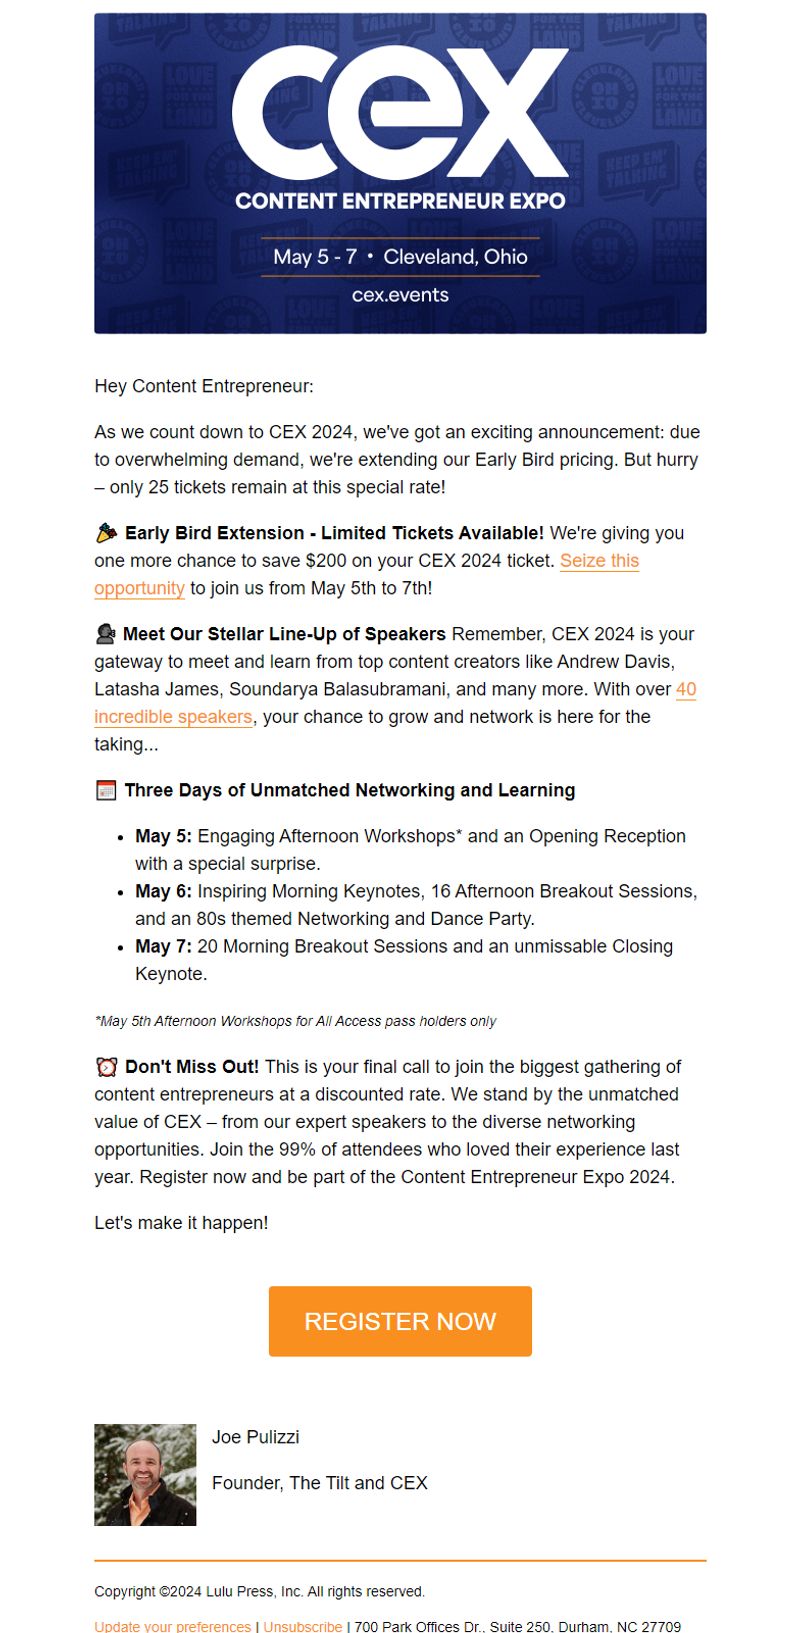 cex
CONTENT ENTREPRENEUR EXPO
May 5 - 7 • Cleveland, Ohio
cex.events
Hey Content Entrepreneur:
As we count down to CEX 2024, we've got an exciting announcement: due
to overwhelming demand, we're extending our Early Bird pricing. But hurry
– only 25 tickets remain at this special rate!
🎉 Early Bird Extension - Limited Tickets Available! We're giving you
one more chance to save $200 on your CEX 2024 ticket. Seize this
opportunity to join us from May 5th to 7th!
🗣️ Meet Our Stellar Line-Up of Speakers Remember, CEX 2024 is your
gateway to meet and learn from top content creators like Andrew Davis,
Latasha James, Soundarya Balasubramani, and many more. With over 40
incredible speakers, your chance to grow and network is here for the
taking...
📅 Three Days of Unmatched Networking and Learning
• May 5: Engaging Afternoon Workshops* and an Opening Reception
with a special surprise.
• May 6: Inspiring Morning Keynotes, 16 Afternoon Breakout Sessions,
and an 80s themed Networking and Dance Party.
• May 7: 20 Morning Breakout Sessions and an unmissable Closing
Keynote.
*May 5th Afternoon Workshops for All Access pass holders only
⏰ Don't Miss Out! This is your final call to join the biggest gathering of
content entrepreneurs at a discounted rate. We stand by the unmatched
value of CEX – from our expert speakers to the diverse networking
opportunities. Join the 99% of attendees who loved their experience last
year. Register now and be part of the Content Entrepreneur Expo 2024.
Let's make it happen!
REGISTER NOW
Joe Pulizzi
Founder, The Tilt and CEX
Copyright ©2024 Lulu Press, Inc. All rights reserved.
Update your preferences | Unsubscribe | 700 Park Offices Dr., Suite 250, Durham, NC 27709